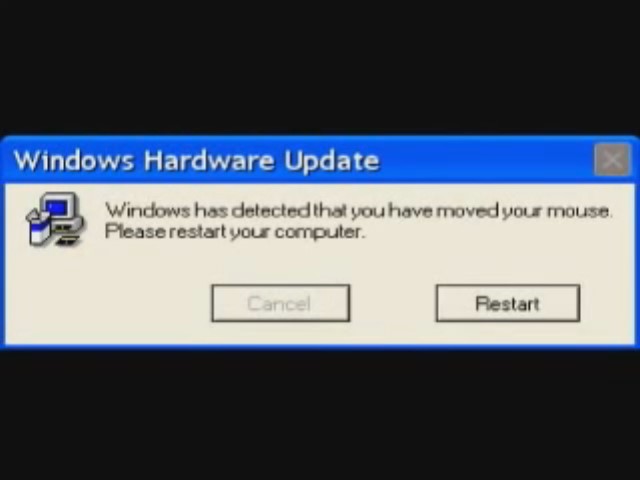 Windows Hardware Update
Windows has detected that you have moved your mouse.
Please restart your computer.
Cancel
Restart